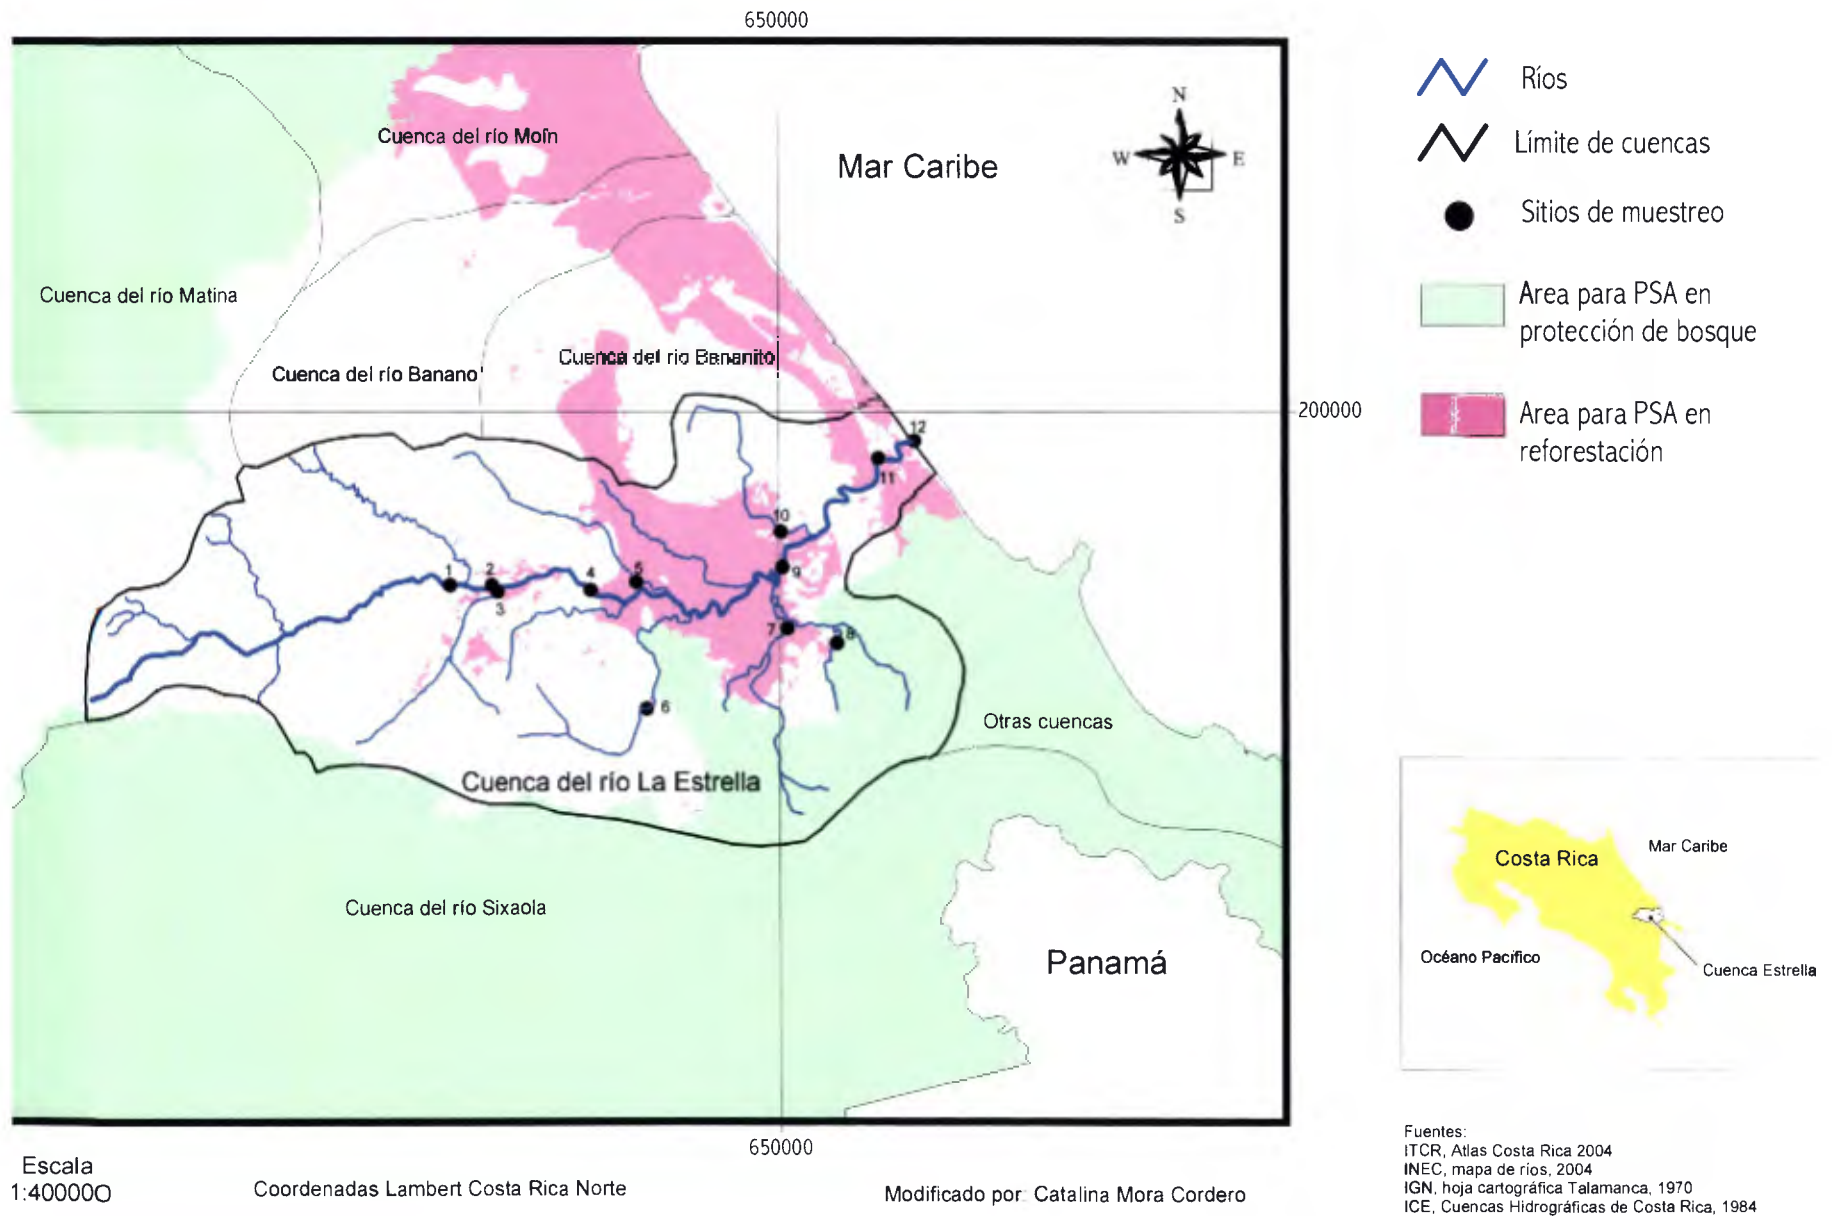 650000
N
W
E
S
Mar Caribe
Cuenca del río Moín
Cuenca del río Matina
Cuenca del río Banano
Cuenca del rio Bananito
200000
12
11
10
9
1
2
3
4
5
7
8
6
Otras cuencas
Cuenca del río La Estrella
Cuenca del río Sixaola
Panamá
650000
Escala
1:400000
Coordenadas Lambert Costa Rica Norte
Modificado por: Catalina Mora Cordero
Ríos
Límite de cuencas
Sitios de muestreo
Area para PSA en
protección de bosque
Area para PSA en
reforestación
Costa Rica
Mar Caribe
Océano Pacífico
Cuenca Estrella
Fuentes:
ITCR, Atlas Costa Rica 2004
INEC, mapa de ríos, 2004
IGN, hoja cartográfica Talamanca, 1970
ICE, Cuencas Hidrográficas de Costa Rica, 1984